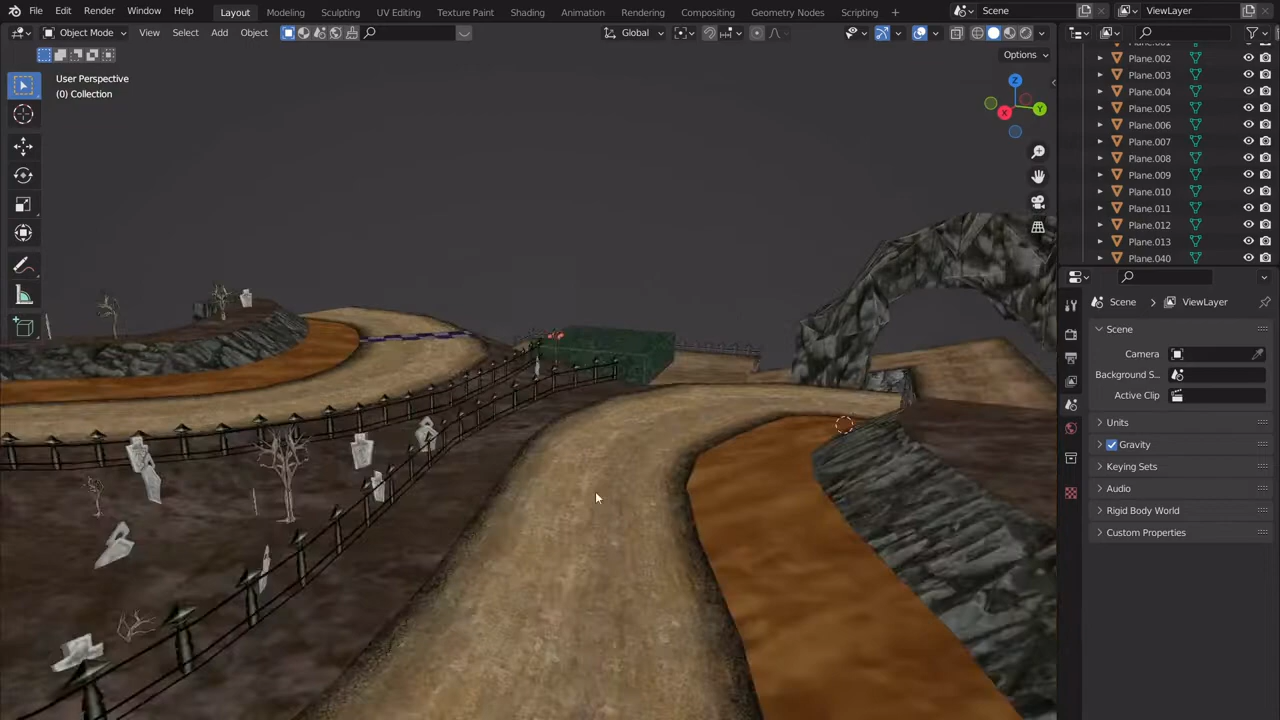 File Edit Render Window Help Layout Modeling Sculpting UV Editing Texture Paint Shading Animation Rendering Compositing Geometry Nodes Scripting + Scene ViewLayer
Object Mode View Select Add Object Global
Options
User Perspective
(0) Collection
Z
Y
X
Plane.002
Plane.003
Plane.004
Plane.005
Plane.006
Plane.007
Plane.008
Plane.009
Plane.010
Plane.011
Plane.012
Plane.013
Plane.040
Scene > ViewLayer
Scene
Camera
Background S...
Active Clip
Units
Gravity
Keying Sets
Audio
Rigid Body World
Custom Properties